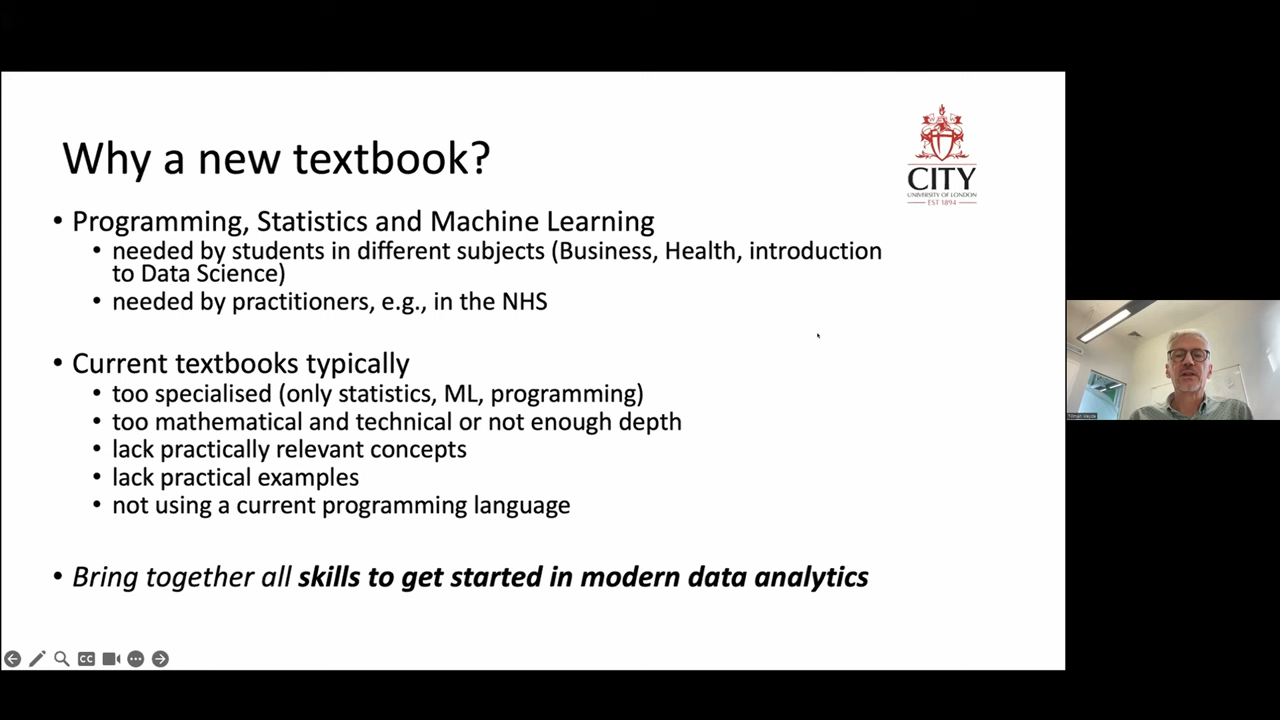 Why a new textbook?
CITY
UNIVERSITY OF LONDON
EST 1894
• Programming, Statistics and Machine Learning
• needed by students in different subjects (Business, Health, introduction
to Data Science)
• needed by practitioners, e.g., in the NHS
• Current textbooks typically
• too specialised (only statistics, ML, programming)
• too mathematical and technical or not enough depth
• lack practically relevant concepts
• lack practical examples
• not using a current programming language
• Bring together all skills to get started in modern data analytics
CC